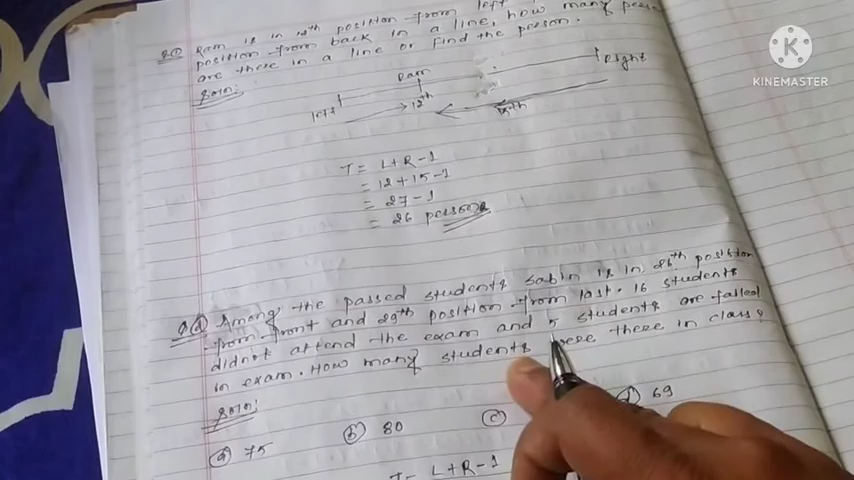 Q① Ram is in 12th position from left
position from back in a line, how many
are there in a line or find the person.
Soln:
Ram
Right
left
12th
15th
T = L+R-1
= 12+15-1
= 27-1
= 26 persons
Q② Among the passed students sabin is in 26th position
from front and 29th position from last. 16 students
didnot attend the exam and 5 students are failed
in exam. How many students were there in class?
Soln:
ⓐ 75 ⓑ 80 ⓒ ⓓ 69
T = L+R-1
K
KINEMASTER